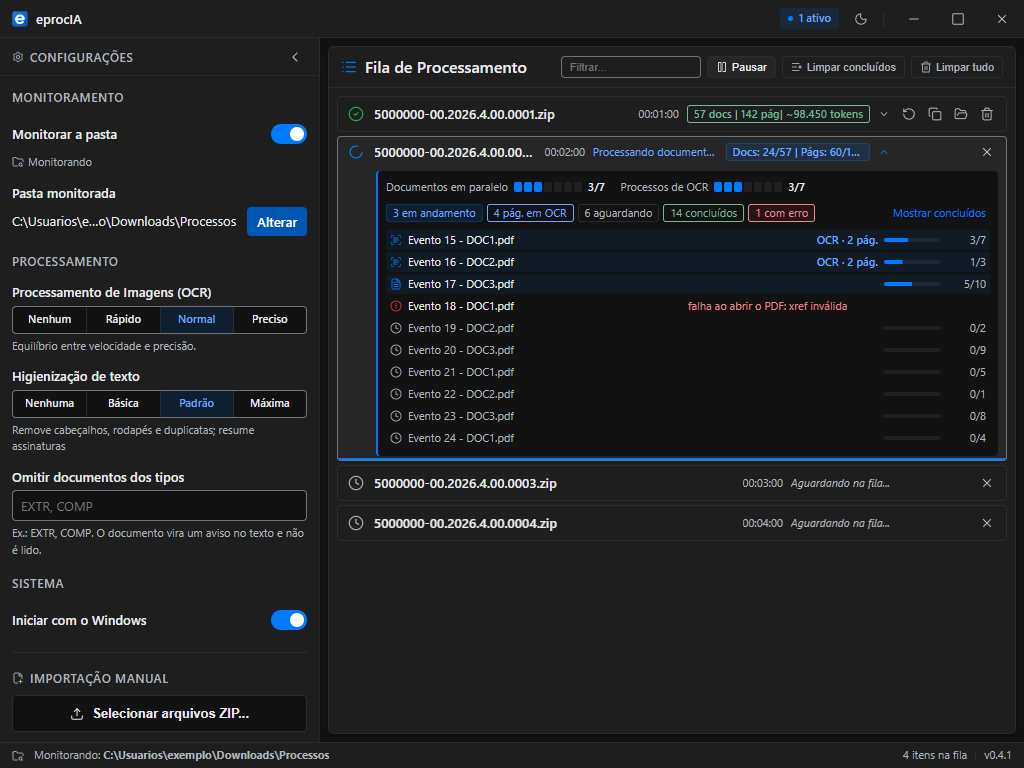 eprocIA
1 ativo
CONFIGURAÇÕES
MONITORAMENTO
Monitorar a pasta
Monitorando
Pasta monitorada
C:\Usuarios\e...o\Downloads\Processos
Alterar
PROCESSAMENTO
Processamento de Imagens (OCR)
Nenhum Rápido Normal Preciso
Equilíbrio entre velocidade e precisão.
Higienização de texto
Nenhuma Básica Padrão Máxima
Remove cabeçalhos, rodapés e duplicatas; resume
assinaturas
Omitir documentos dos tipos
EXTR, COMP
Ex.: EXTR, COMP. O documento vira um aviso no texto e não
é lido.
SISTEMA
Iniciar com o Windows
IMPORTAÇÃO MANUAL
Selecionar arquivos ZIP...
Fila de Processamento
Filtrar...
Pausar
Limpar concluídos
Limpar tudo
5000000-00.2026.4.00.0001.zip 00:01:00 57 docs | 142 pág| ~98.450 tokens
5000000-00.2026.4.00.00... 00:02:00 Processando document... Docs: 24/57 | Págs: 60/1...
Documentos em paralelo 3/7 Processos de OCR 3/7
3 em andamento 4 pág. em OCR 6 aguardando 14 concluídos 1 com erro Mostrar concluídos
Evento 15 - DOC1.pdf OCR · 2 pág. 3/7
Evento 16 - DOC2.pdf OCR · 2 pág. 1/3
Evento 17 - DOC3.pdf 5/10
Evento 18 - DOC1.pdf falha ao abrir o PDF: xref inválida
Evento 19 - DOC2.pdf 0/2
Evento 20 - DOC3.pdf 0/9
Evento 21 - DOC1.pdf 0/5
Evento 22 - DOC2.pdf 0/1
Evento 23 - DOC3.pdf 0/8
Evento 24 - DOC1.pdf 0/4
5000000-00.2026.4.00.0003.zip 00:03:00 Aguardando na fila...
5000000-00.2026.4.00.0004.zip 00:04:00 Aguardando na fila...
Monitorando: C:\Usuarios\exemplo\Downloads\Processos
4 itens na fila v0.4.1